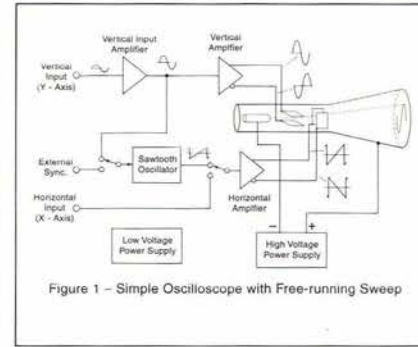 Vertical Input
Amplifier
Vertical
Amplifier
Vertical
Input
(Y - Axis)
External
Sync.
Sawtooth
Oscillator
Horizontal
Input
(X - Axis)
Horizontal
Amplifier
Low Voltage
Power Supply
− +
High Voltage
Power Supply
Figure 1 – Simple Oscilloscope with Free-running Sweep